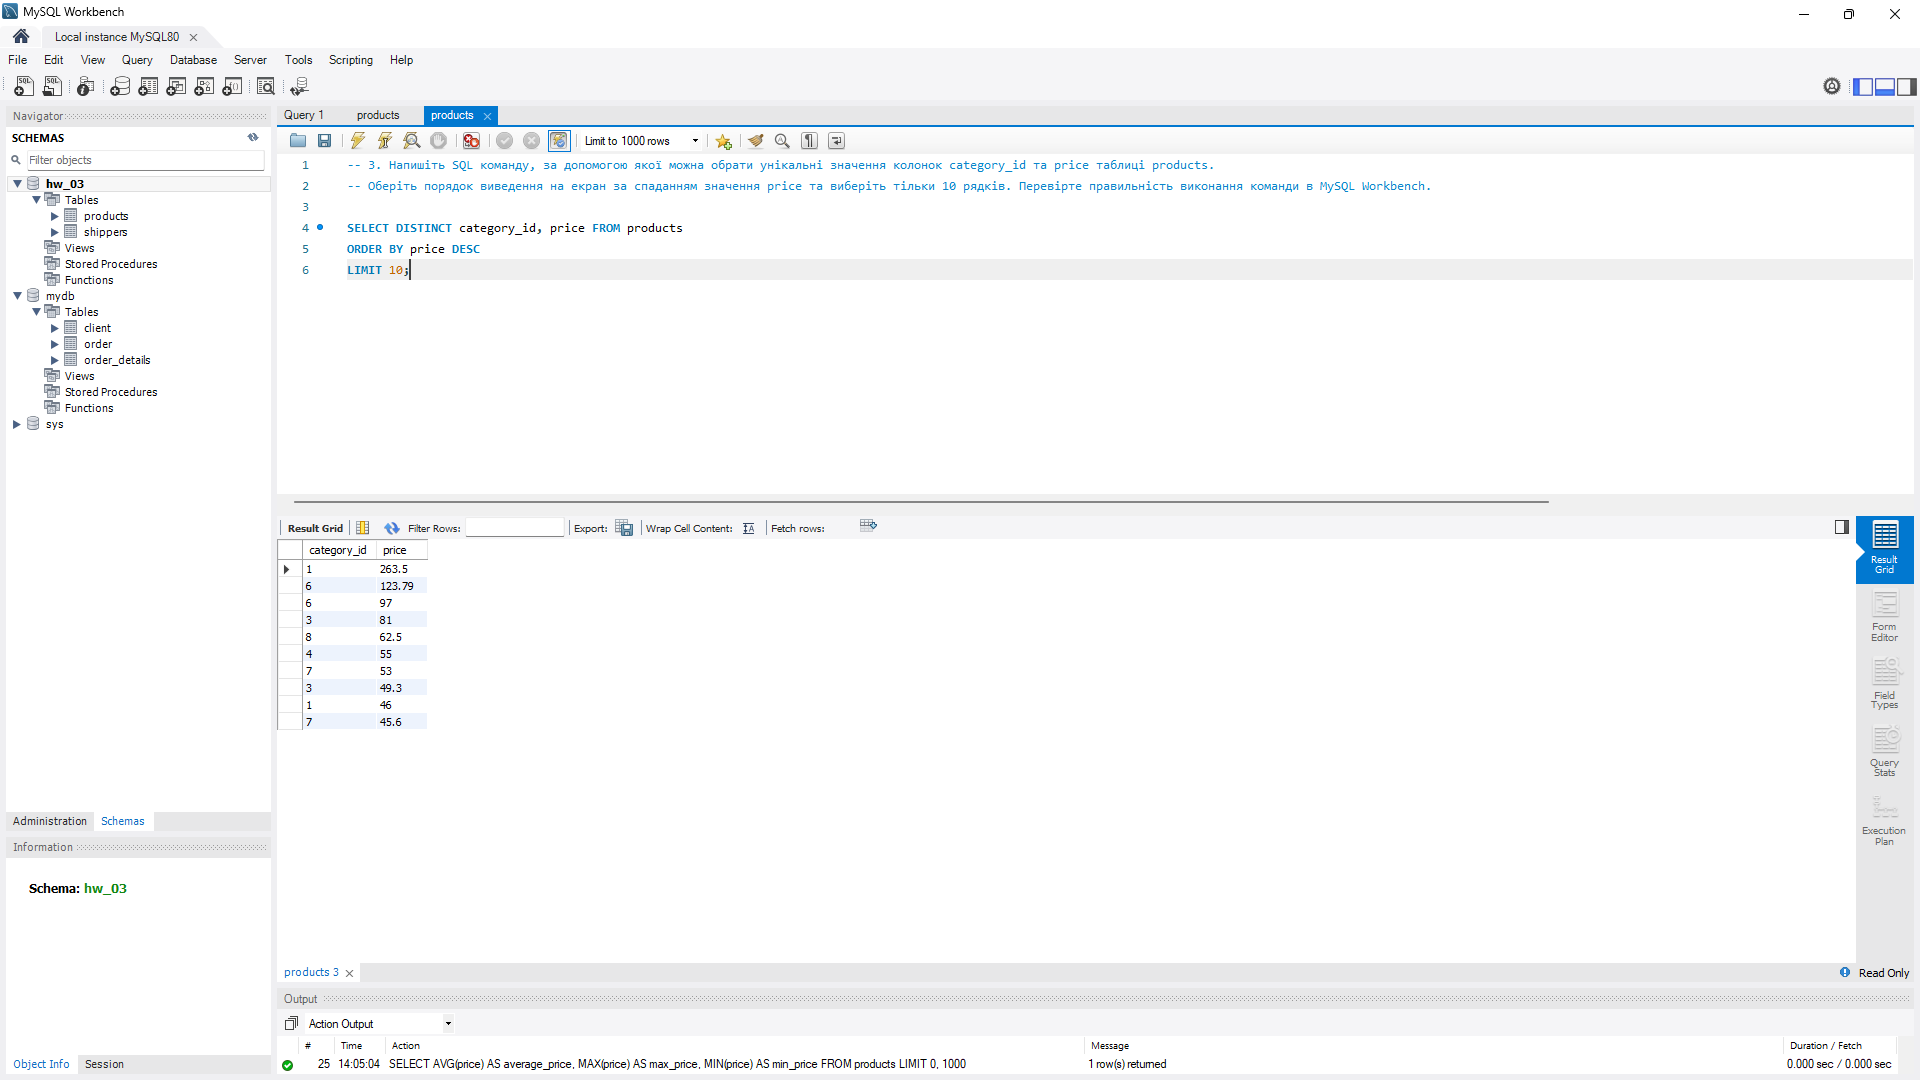 MySQL Workbench
Local instance MySQL80
File Edit View Query Database Server Tools Scripting Help
Navigator
SCHEMAS
Filter objects
hw_03
Tables
products
shippers
Views
Stored Procedures
Functions
mydb
Tables
client
order
order_details
Views
Stored Procedures
Functions
sys
Administration Schemas
Information
Schema: hw_03
Object Info Session
Query 1 products products
Limit to 1000 rows
1 -- 3. Напишіть SQL команду, за допомогою якої можна обрати унікальні значення колонок category_id та price таблиці products.
2 -- Оберіть порядок виведення на екран за спаданням значення price та виберіть тільки 10 рядків. Перевірте правильність виконання команди в MySQL Workbench.
3
4 SELECT DISTINCT category_id, price FROM products
5 ORDER BY price DESC
6 LIMIT 10;
Result Grid Filter Rows: Export: Wrap Cell Content: Fetch rows:
category_id price
1 263.5
6 123.79
6 97
3 81
8 62.5
4 55
7 53
3 49.3
1 46
7 45.6
Result
Grid
Form
Editor
Field
Types
Query
Stats
Execution
Plan
products 3
Read Only
Output
Action Output
# Time Action Message Duration / Fetch
25 14:05:04 SELECT AVG(price) AS average_price, MAX(price) AS max_price, MIN(price) AS min_price FROM products LIMIT 0, 1000 1 row(s) returned 0.000 sec / 0.000 sec